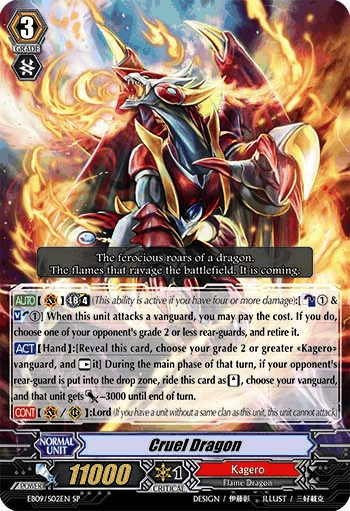 3
GRADE
The ferocious roars of a dragon.
The flames that ravage the battlefield. It is coming.
AUTO [ ] LB4 (This ability is active if you have four or more damage):[ 1 &
1] When this unit attacks a vanguard, you may pay the cost. If you do,
choose one of your opponent's grade 2 or less rear-guards, and retire it.
ACT [Hand]:[Reveal this card, choose your grade 2 or greater «Kagero»
vanguard, and it] During the main phase of that turn, if your opponent's
rear-guard is put into the drop zone, ride this card as [ ], choose your vanguard,
and that unit gets -3000 until end of turn.
CONT [ / ]:Lord (If you have a unit without a same clan as this unit, this unit cannot attack)
NORMAL UNIT Cruel Dragon
POWER 11000 1 CRITICAL Kagero
Flame Dragon
EB09/S02EN SP DESIGN / 伊藤彰 ILLUST / 三好載克